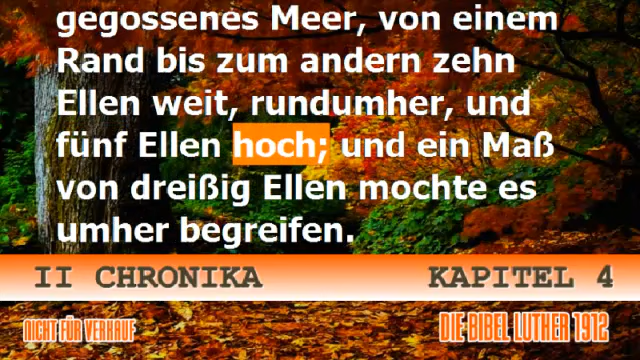 gegossenes Meer, von einem
Rand bis zum andern zehn
Ellen weit, rundumher, und
fünf Ellen hoch; und ein Maß
von dreißig Ellen mochte es
umher begreifen.
II CHRONIKA KAPITEL 4
NICHT FÜR VERKAUF DIE BIBEL LUTHER 1912